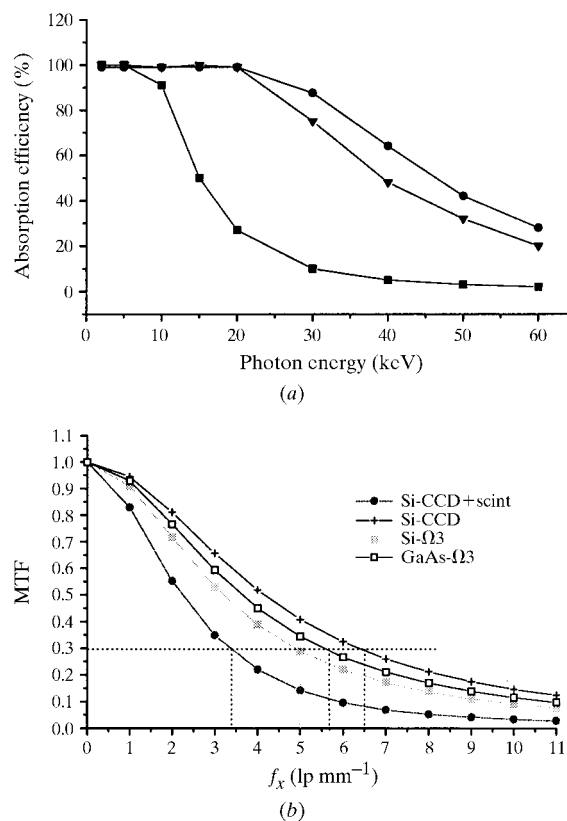 120
100
80
60
40
20
0
Absorption efficiency (%)
0 10 20 30 40 50 60
Photon energy (keV)
(a)
1.1
1.0
0.9
0.8
0.7
0.6
0.5
0.4
0.3
0.2
0.1
0.0
MTF
Si-CCD+scint
Si-CCD
Si-Ω3
GaAs-Ω3
0 1 2 3 4 5 6 7 8 9 10 11
fₓ (lp mm⁻¹)
(b)